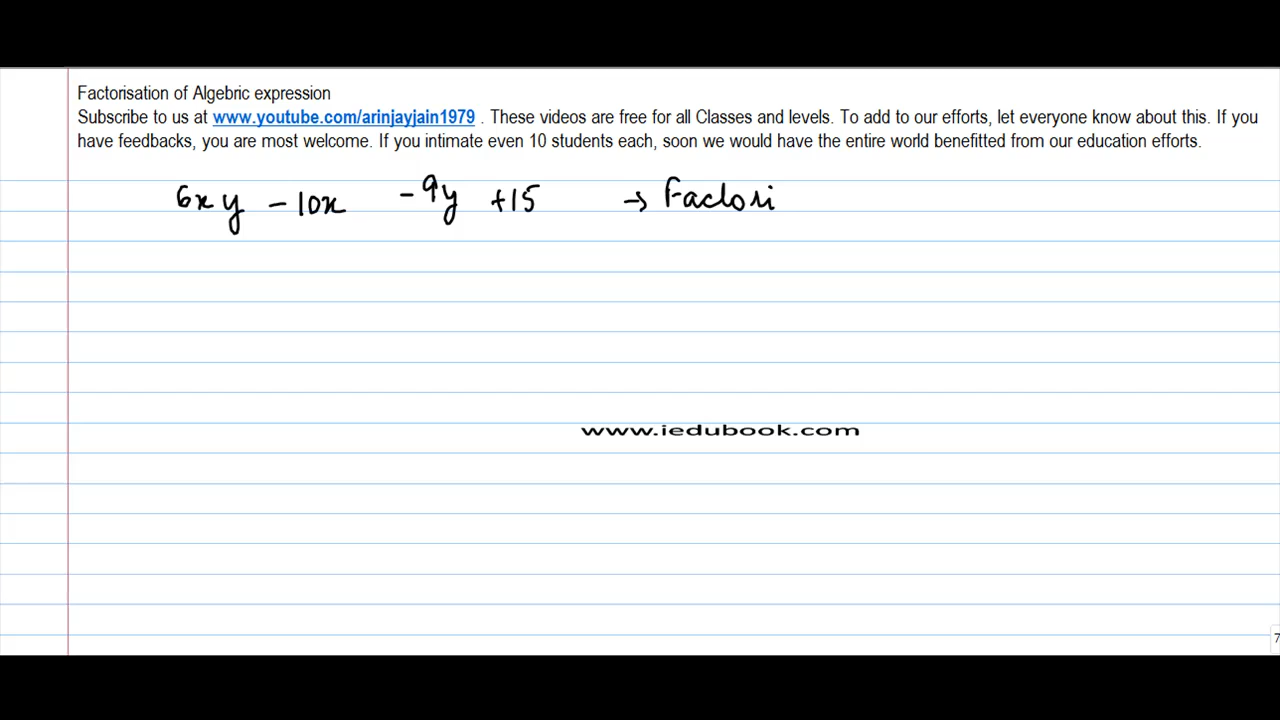 Factorisation of Algebric expression
Subscribe to us at www.youtube.com/arinjayjain1979 . These videos are free for all Classes and levels. To add to our efforts, let everyone know about this. If you
have feedbacks, you are most welcome. If you intimate even 10 students each, soon we would have the entire world benefitted from our education efforts.
6xy - 10x - 9y + 15 → Factori
www.iedubook.com
7